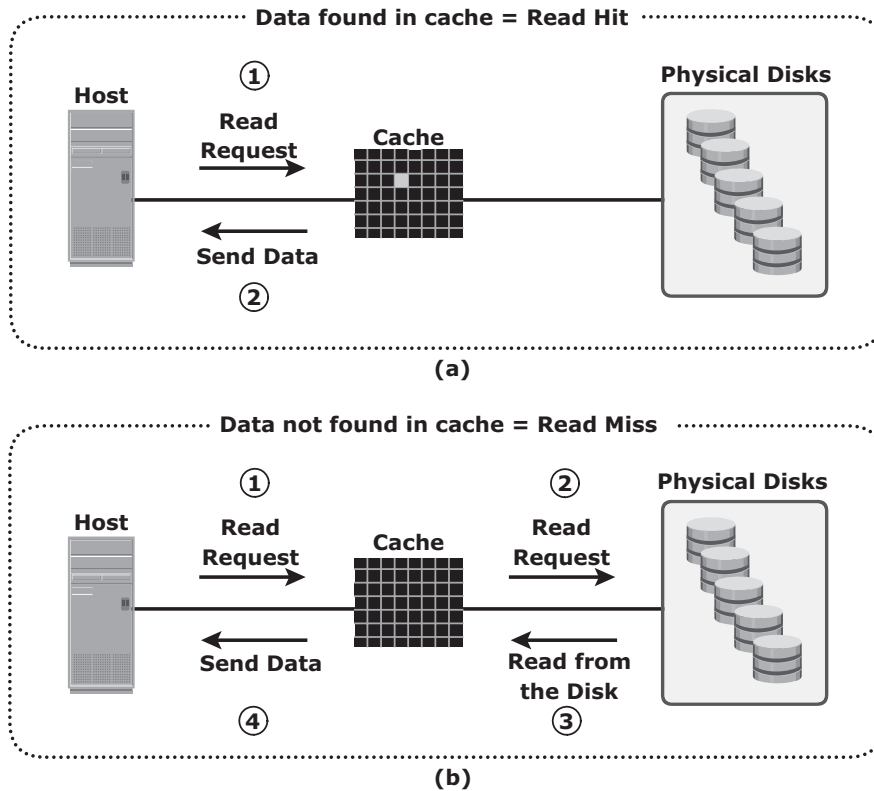 Data found in cache = Read Hit
①
Physical Disks
Host
Read
Request
Cache
Send Data
②
(a)
Data not found in cache = Read Miss
①
②
Physical Disks
Host
Read
Request
Cache
Read
Request
Send Data
Read from
the Disk
④
③
(b)